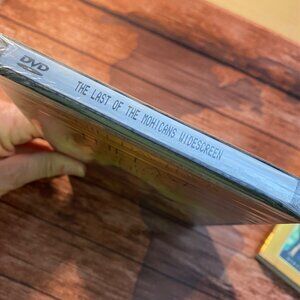 DVD
THE LAST OF THE MOHICANS WIDESCREEN